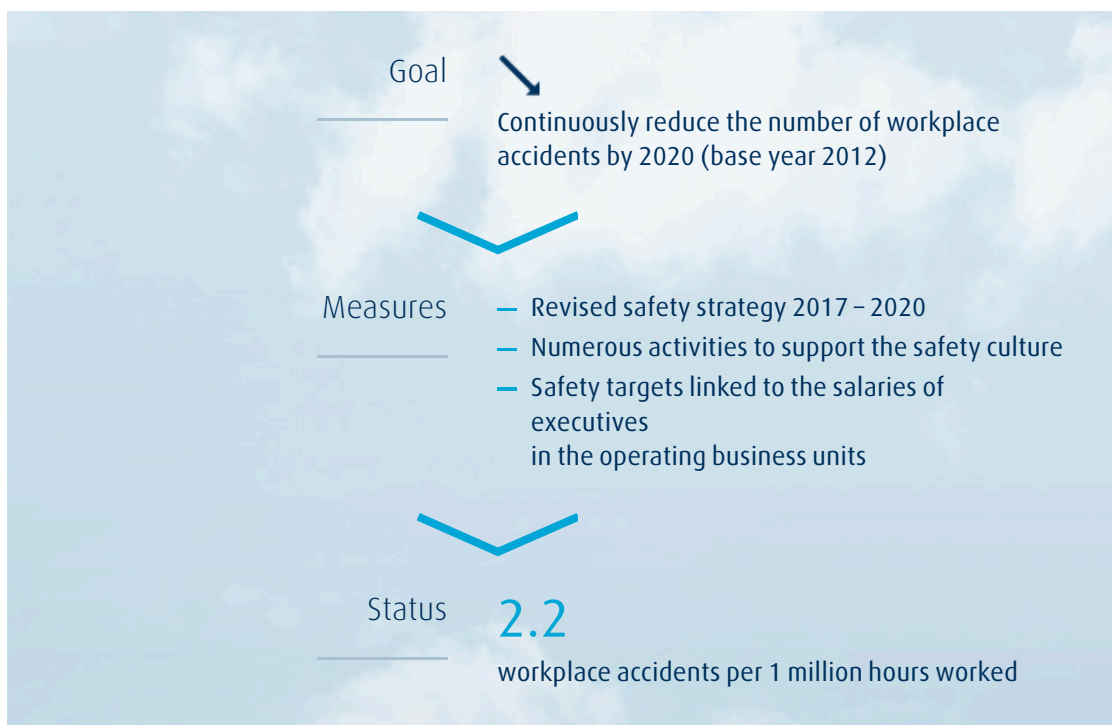 Goal
Continuously reduce the number of workplace
accidents by 2020 (base year 2012)
Measures
– Revised safety strategy 2017 – 2020
– Numerous activities to support the safety culture
– Safety targets linked to the salaries of
executives
in the operating business units
Status
2.2
workplace accidents per 1 million hours worked